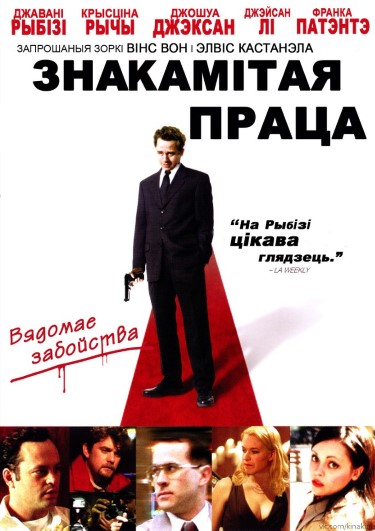 ДЖАВАНІ КРЫСЦІНА ДЖОШУА ДЖЭЙСАН ФРАНКА
РЫБІЗІ РЫЧЫ ДЖЭКСАН ЛІ ПАТЭНТЭ
ЗАПРОШАНЫЯ ЗОРКІ ВІНС ВОН І ЭЛВІС КАСТАНЭЛА
ЗНАКАМІТАЯ
ПРАЦА
“На Рыбізі
цікава
глядзець.”
– LA WEEKLY
Вядомае
забойства